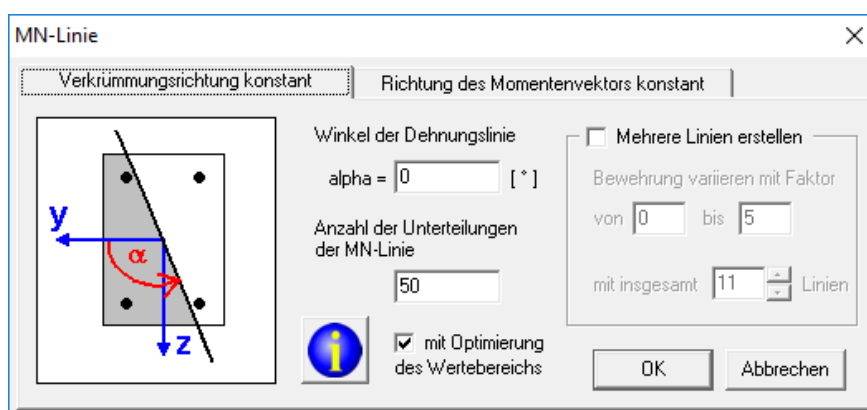 MN-Linie
Verkrümmungsrichtung konstant
Richtung des Momentenvektors konstant
y
α
z
Winkel der Dehnungslinie
alpha = 0 [°]
Anzahl der Unterteilungen
der MN-Linie
50
mit Optimierung
des Wertebereichs
Mehrere Linien erstellen
Bewehrung variieren mit Faktor
von 0 bis 5
mit insgesamt 11 Linien
OK
Abbrechen